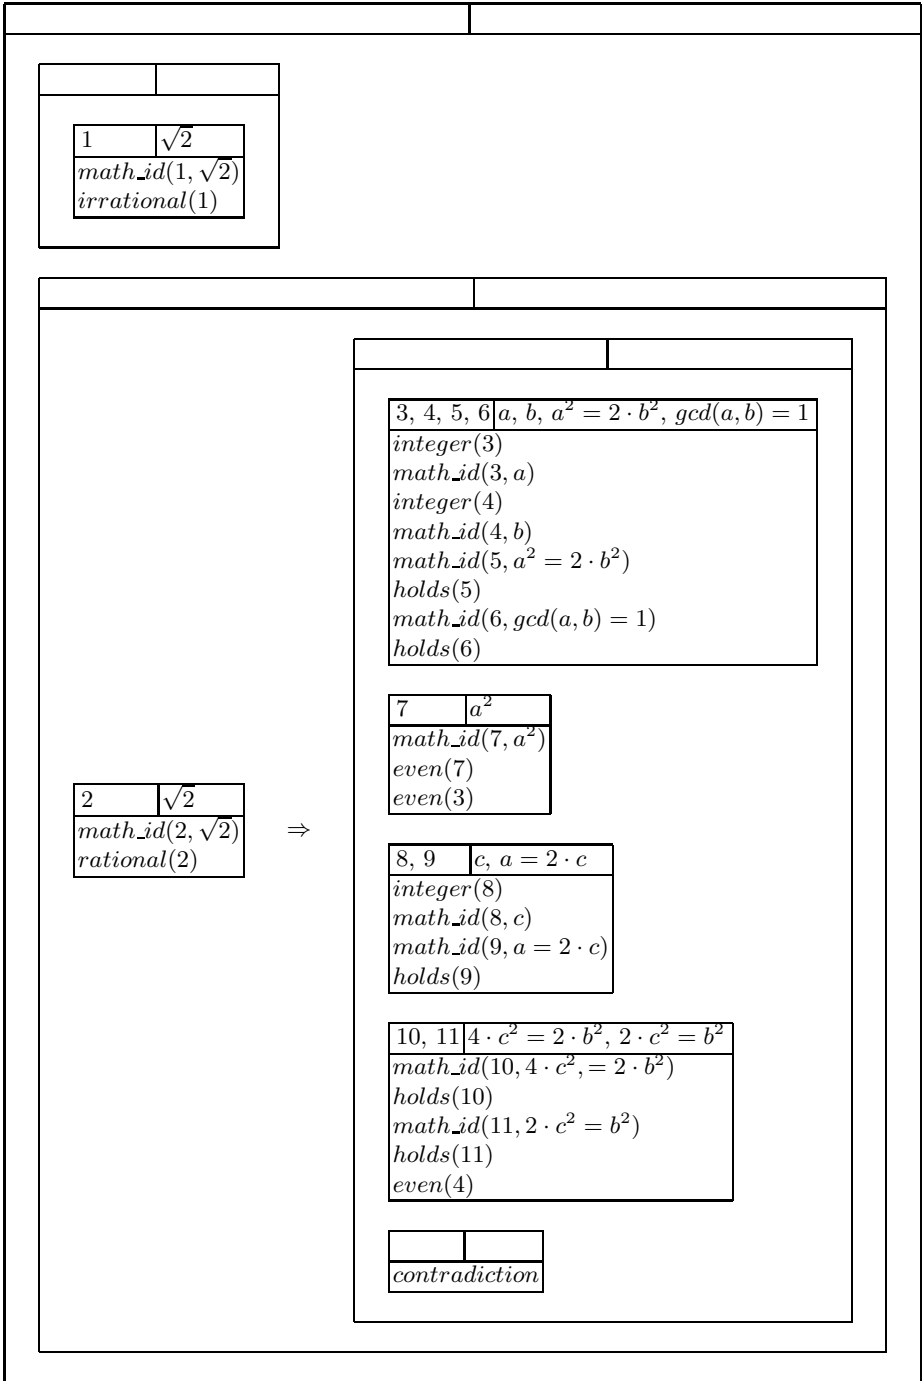 1 √2
math_id(1, √2)
irrational(1)
3, 4, 5, 6 a, b, a² = 2 · b², gcd(a, b) = 1
integer(3)
math_id(3, a)
integer(4)
math_id(4, b)
math_id(5, a² = 2 · b²)
holds(5)
math_id(6, gcd(a, b) = 1)
holds(6)
7 a²
math_id(7, a²)
even(7)
even(3)
2 √2
math_id(2, √2)
rational(2)
⇒
8, 9 c, a = 2 · c
integer(8)
math_id(8, c)
math_id(9, a = 2 · c)
holds(9)
10, 11 4 · c² = 2 · b², 2 · c² = b²
math_id(10, 4 · c², = 2 · b²)
holds(10)
math_id(11, 2 · c² = b²)
holds(11)
even(4)
contradiction